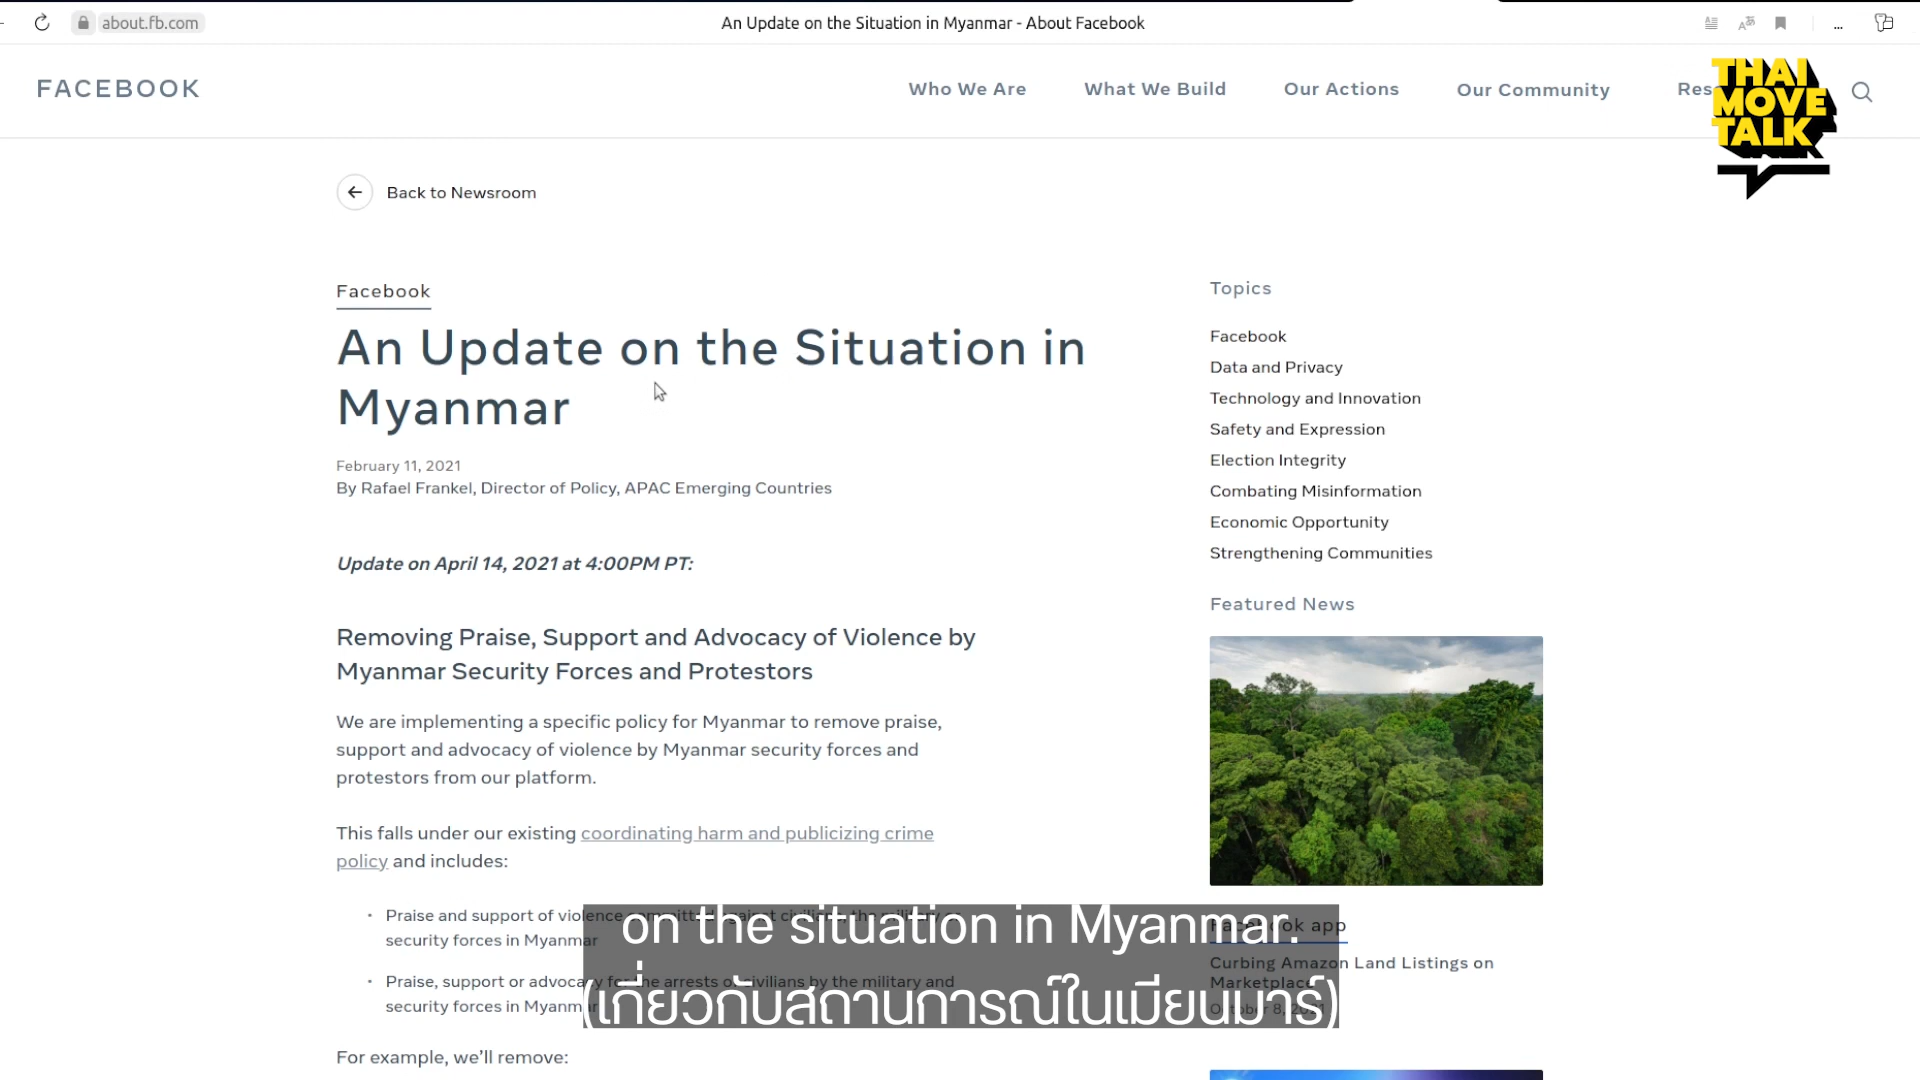 about.fb.com
An Update on the Situation in Myanmar - About Facebook
...
FACEBOOK
Who We Are
What We Build
Our Actions
Our Community
Res
THAI
MOVE
TALK
Back to Newsroom
Facebook
An Update on the Situation in
Myanmar
February 11, 2021
By Rafael Frankel, Director of Policy, APAC Emerging Countries
Update on April 14, 2021 at 4:00PM PT:
Removing Praise, Support and Advocacy of Violence by
Myanmar Security Forces and Protestors
We are implementing a specific policy for Myanmar to remove praise,
support and advocacy of violence by Myanmar security forces and
protestors from our platform.
This falls under our existing coordinating harm and publicizing crime
policy and includes:
Praise and support of violence committed against civilians, the military or
security forces in Myanmar
Praise, support or advocacy for the arrests of civilians by the military and
security forces in Myanmar
For example, we’ll remove:
Topics
Facebook
Data and Privacy
Technology and Innovation
Safety and Expression
Election Integrity
Combating Misinformation
Economic Opportunity
Strengthening Communities
Featured News
Facebook app
Curbing Amazon Land Listings on
Marketplace
October 8, 2021
on the situation in Myanmar.
(เกี่ยวกับสถานการณ์ในเมียนมาร์)